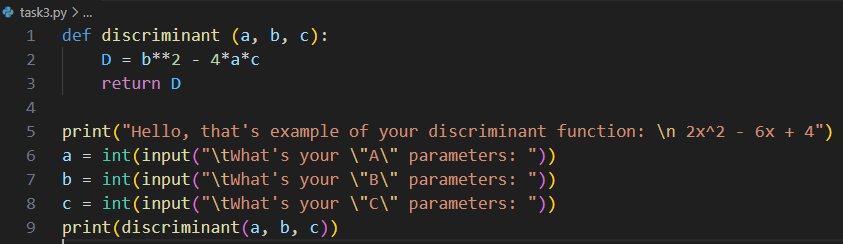 task3.py > ...
1 def discriminant (a, b, c):
2     D = b**2 - 4*a*c
3     return D
4
5 print("Hello, that's example of your discriminant function: \n 2x^2 - 6x + 4")
6 a = int(input("\tWhat's your \"A\" parameters: "))
7 b = int(input("\tWhat's your \"B\" parameters: "))
8 c = int(input("\tWhat's your \"C\" parameters: "))
9 print(discriminant(a, b, c))